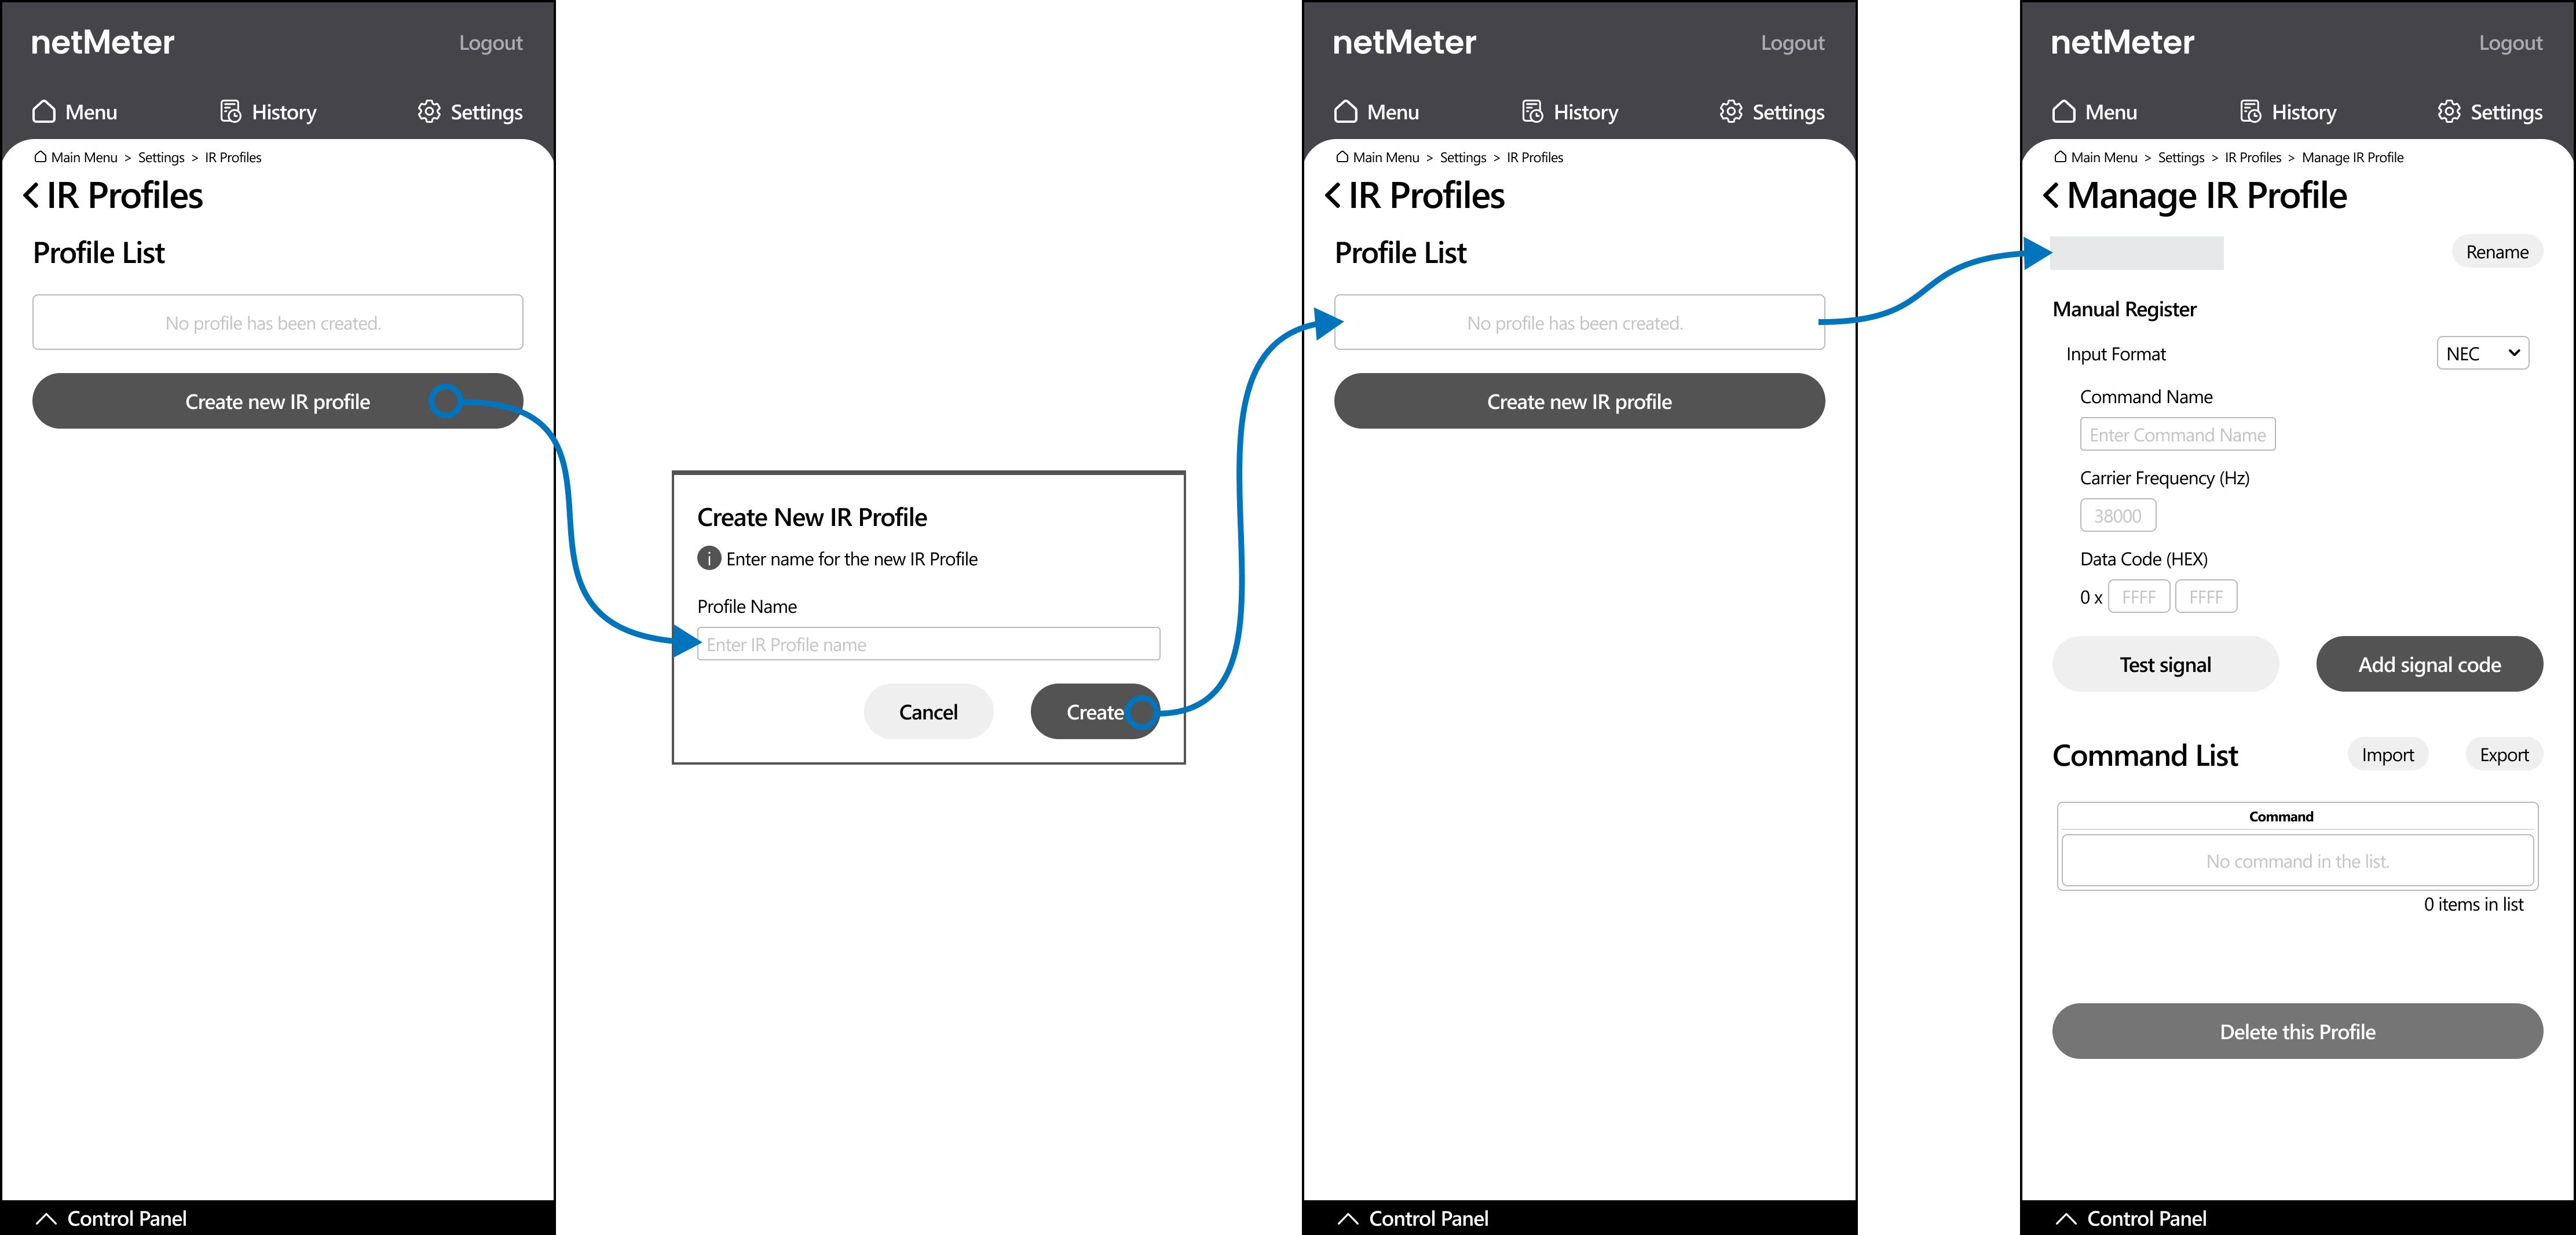 netMeter
Logout
Menu
History
Settings
Main Menu > Settings > IR Profiles
IR Profiles
Profile List
No profile has been created.
Create new IR profile
Control Panel
Create New IR Profile
i Enter name for the new IR Profile
Profile Name
Enter IR Profile name
Cancel
Create
netMeter
Logout
Menu
History
Settings
Main Menu > Settings > IR Profiles
IR Profiles
Profile List
No profile has been created.
Create new IR profile
Control Panel
netMeter
Logout
Menu
History
Settings
Main Menu > Settings > IR Profiles > Manage IR Profile
Manage IR Profile
Rename
Manual Register
Input Format
NEC
Command Name
Enter Command Name
Carrier Frequency (Hz)
38000
Data Code (HEX)
0 x FFFF FFFF
Test signal
Add signal code
Command List
Import
Export
Command
No command in the list.
0 items in list
Delete this Profile
Control Panel